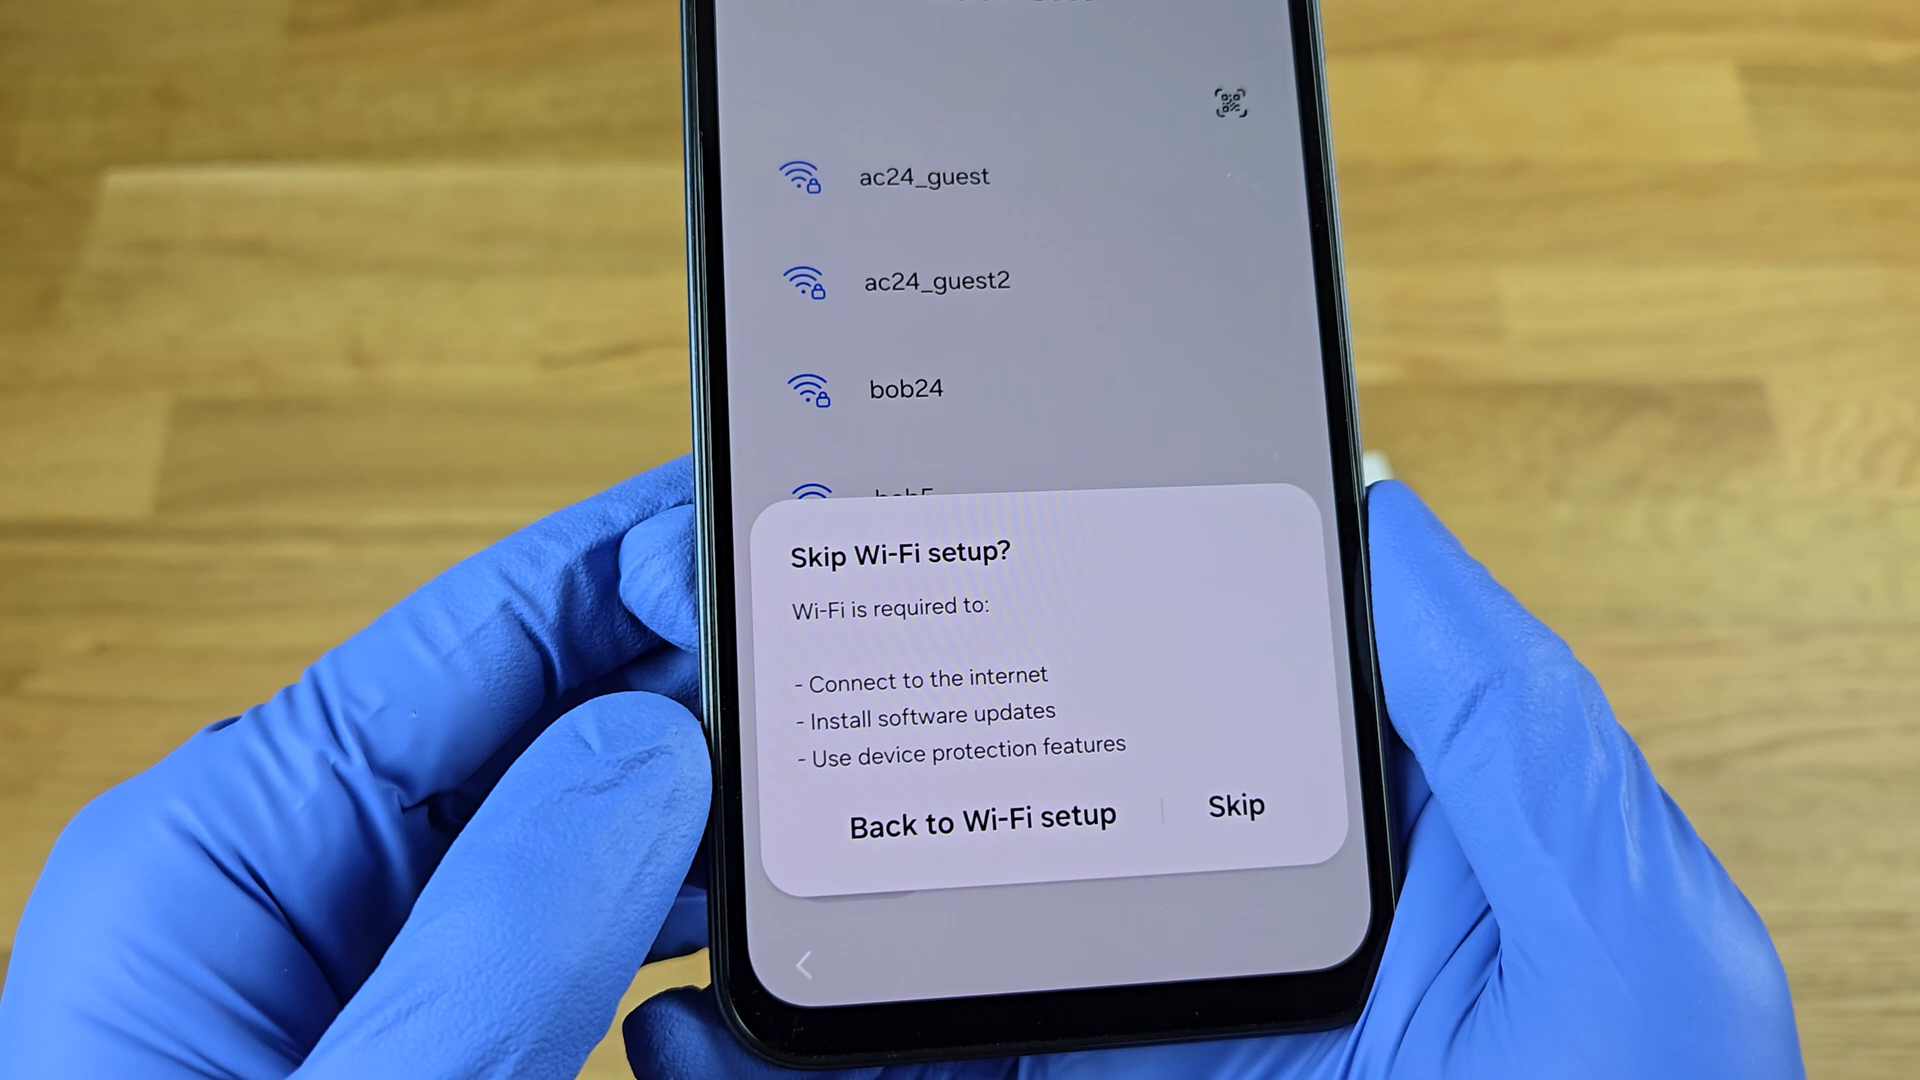 ac24_guest
ac24_guest2
bob24
Skip Wi-Fi setup?
Wi-Fi is required to:
- Connect to the internet
- Install software updates
- Use device protection features
Back to Wi-Fi setup
Skip